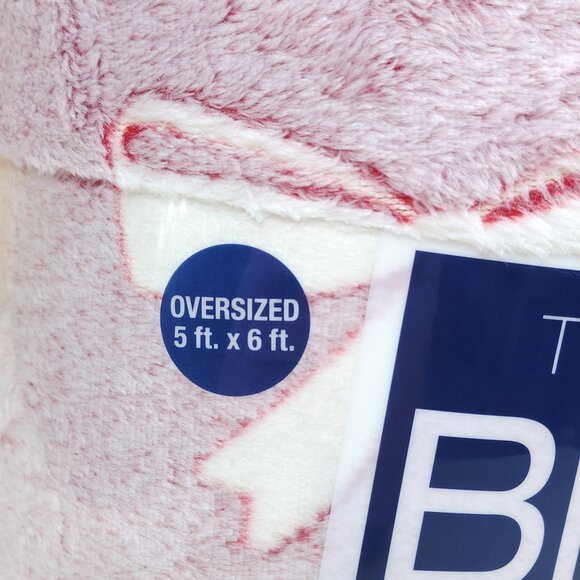 OVERSIZED
5 ft. x 6 ft.
T
B